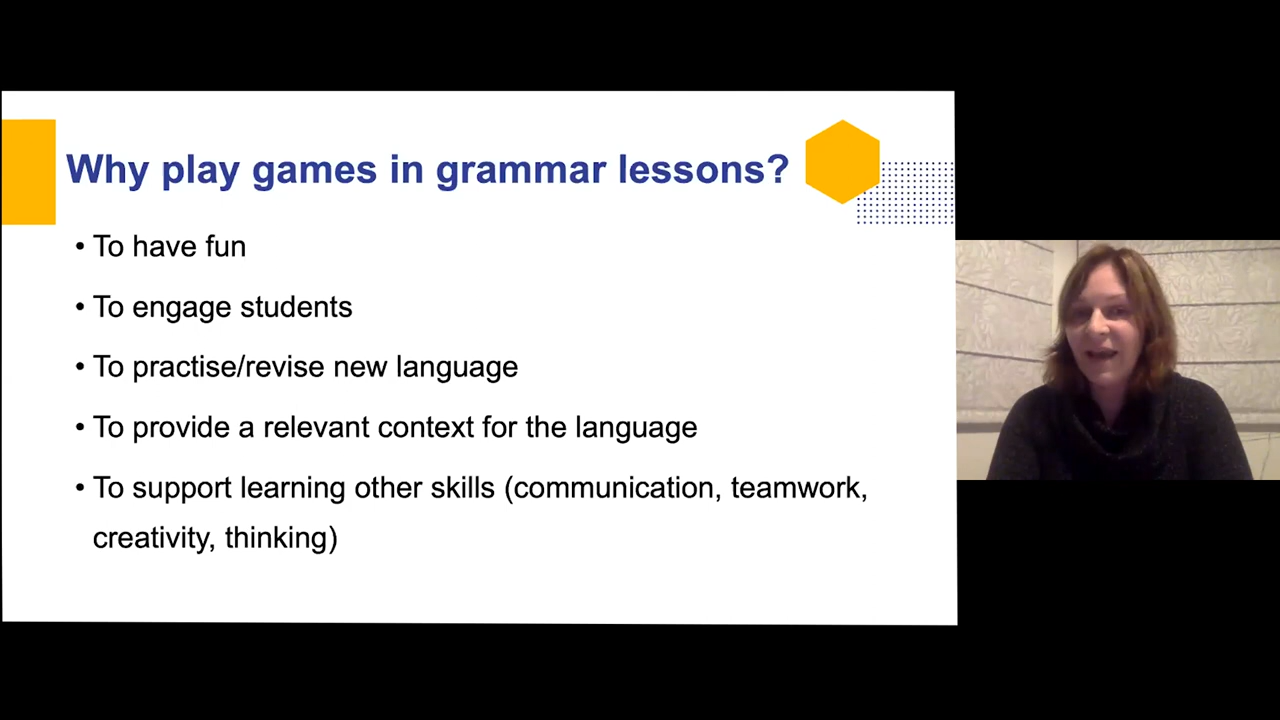 Why play games in grammar lessons?
• To have fun
• To engage students
• To practise/revise new language
• To provide a relevant context for the language
• To support learning other skills (communication, teamwork,
creativity, thinking)